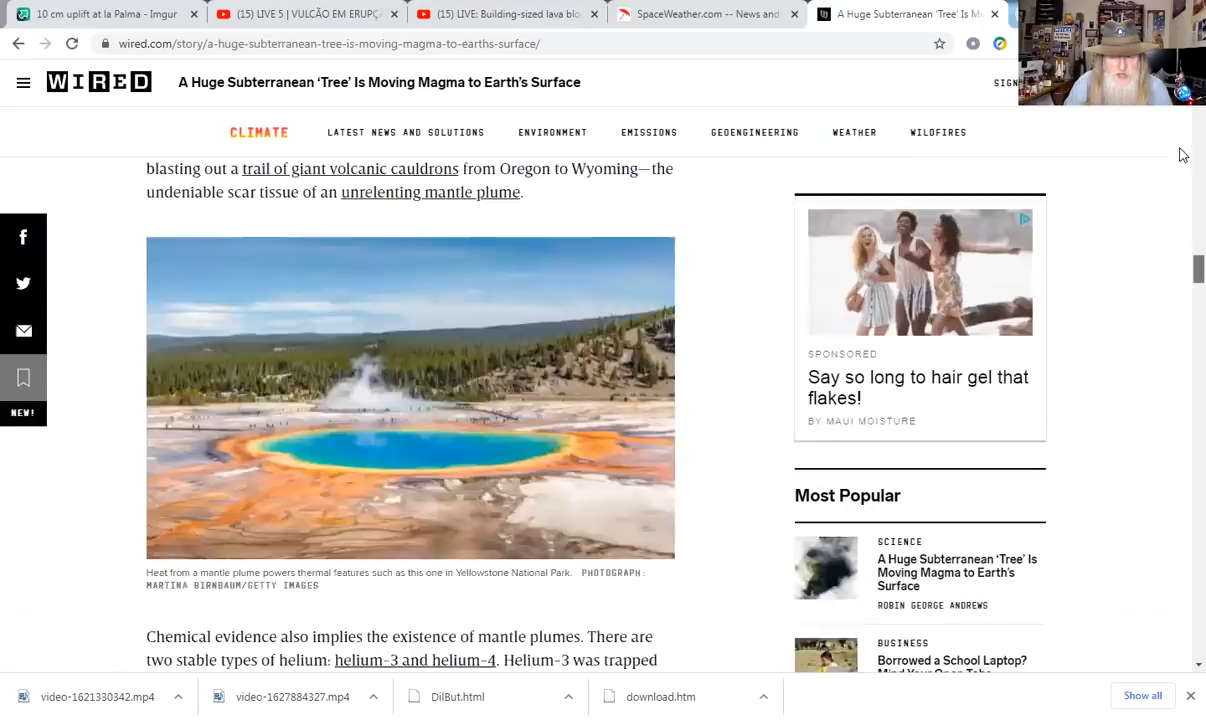 10 cm uplift at la Palma - Imgur
(15) LIVE 5 | VULCÃO EM ERUPÇ
(15) LIVE: Building-sized lava blo
SpaceWeather.com -- News and
A Huge Subterranean 'Tree' Is M
wired.com/story/a-huge-subterranean-tree-is-moving-magma-to-earths-surface/
WIRED
A Huge Subterranean ‘Tree’ Is Moving Magma to Earth’s Surface
SIGN
CLIMATE LATEST NEWS AND SOLUTIONS ENVIRONMENT EMISSIONS GEOENGINEERING WEATHER WILDFIRES
blasting out a trail of giant volcanic cauldrons from Oregon to Wyoming—the
undeniable scar tissue of an unrelenting mantle plume.
NEW!
Heat from a mantle plume powers thermal features such as this one in Yellowstone National Park. PHOTOGRAPH:
MARTINA BIRNBAUM/GETTY IMAGES
Chemical evidence also implies the existence of mantle plumes. There are
two stable types of helium: helium-3 and helium-4. Helium-3 was trapped
SPONSORED
Say so long to hair gel that
flakes!
BY MAUI MOISTURE
Most Popular
SCIENCE
A Huge Subterranean ‘Tree’ Is
Moving Magma to Earth’s
Surface
ROBIN GEORGE ANDREWS
BUSINESS
Borrowed a School Laptop?
video-1621330342.mp4
video-1627884327.mp4
DilBut.html
download.htm
Show all